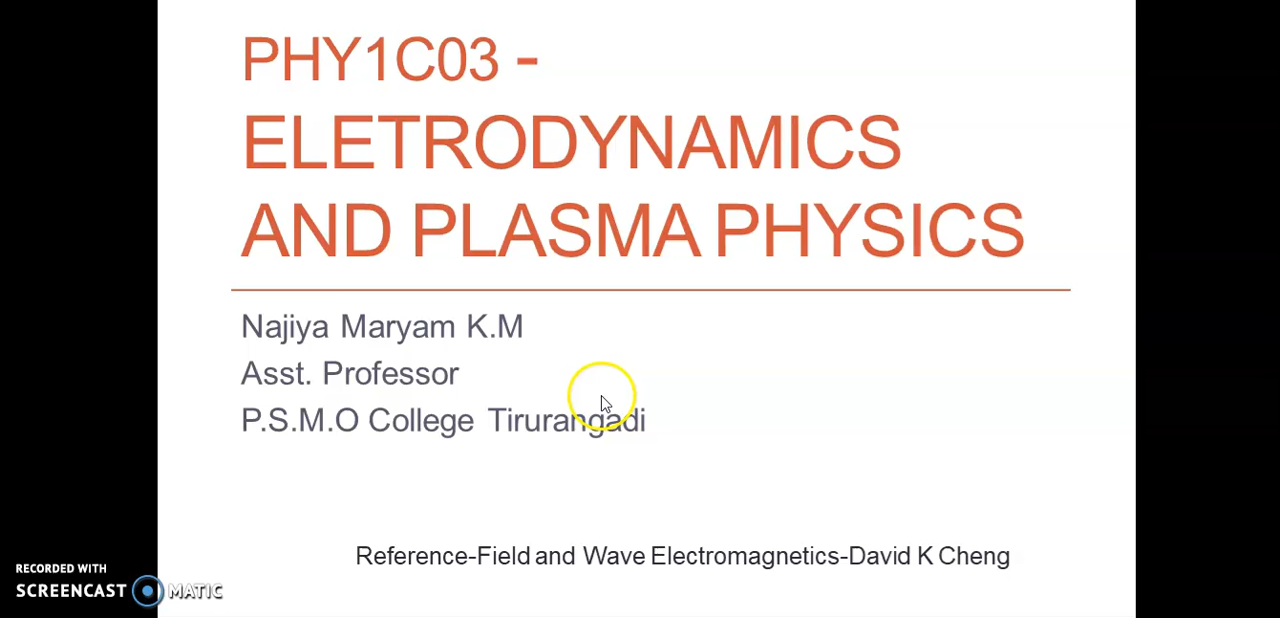 PHY1C03 -
ELETRODYNAMICS
AND PLASMA PHYSICS
Najiya Maryam K.M
Asst. Professor
P.S.M.O College Tirurangadi
Reference-Field and Wave Electromagnetics-David K Cheng
RECORDED WITH
SCREENCAST MATIC